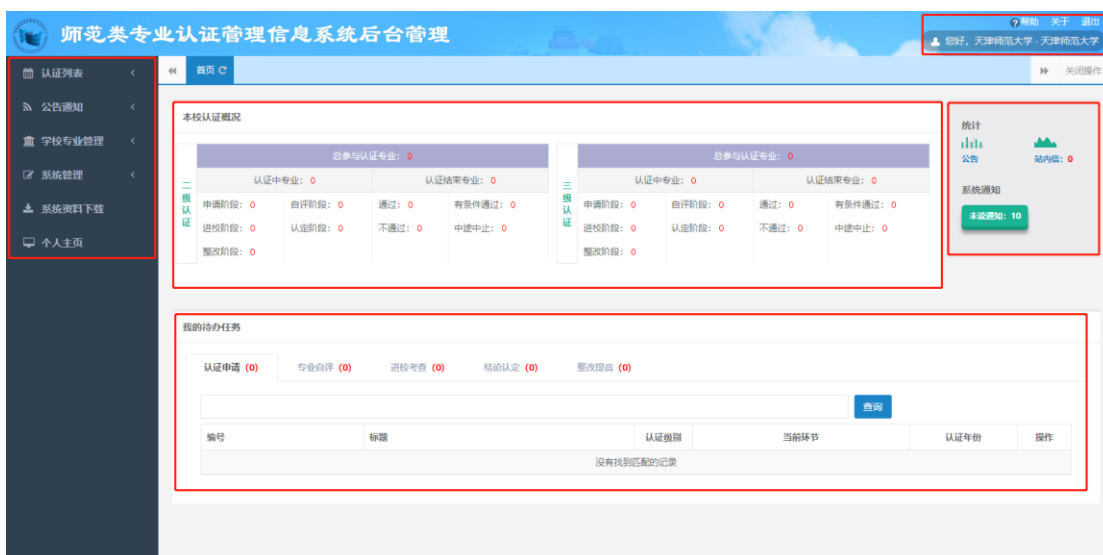 师范类专业认证管理信息系统后台管理
帮助 关于 退出
您好，天津师范大学 - 天津师范大学
认证列表
公告通知
学校专业管理
系统管理
系统资料下载
个人主页
首页
关闭操作
本校认证概况
二级认证
总参与认证专业： 0
认证中专业： 0 认证结束专业： 0
申请阶段： 0 自评阶段： 0 通过： 0 有条件通过： 0
进校阶段： 0 认定阶段： 0 不通过： 0 中途中止： 0
整改阶段： 0
三级认证
总参与认证专业： 0
认证中专业： 0 认证结束专业： 0
申请阶段： 0 自评阶段： 0 通过： 0 有条件通过： 0
进校阶段： 0 认定阶段： 0 不通过： 0 中途中止： 0
整改阶段： 0
统计
公告 站内信： 0
系统通知
未读通知： 10
我的待办任务
认证申请 (0) 专业自评 (0) 进校考查 (0) 结论认定 (0) 整改提高 (0)
查询
编号 标题 认证级别 当前环节 认证年份 操作
没有找到匹配的记录